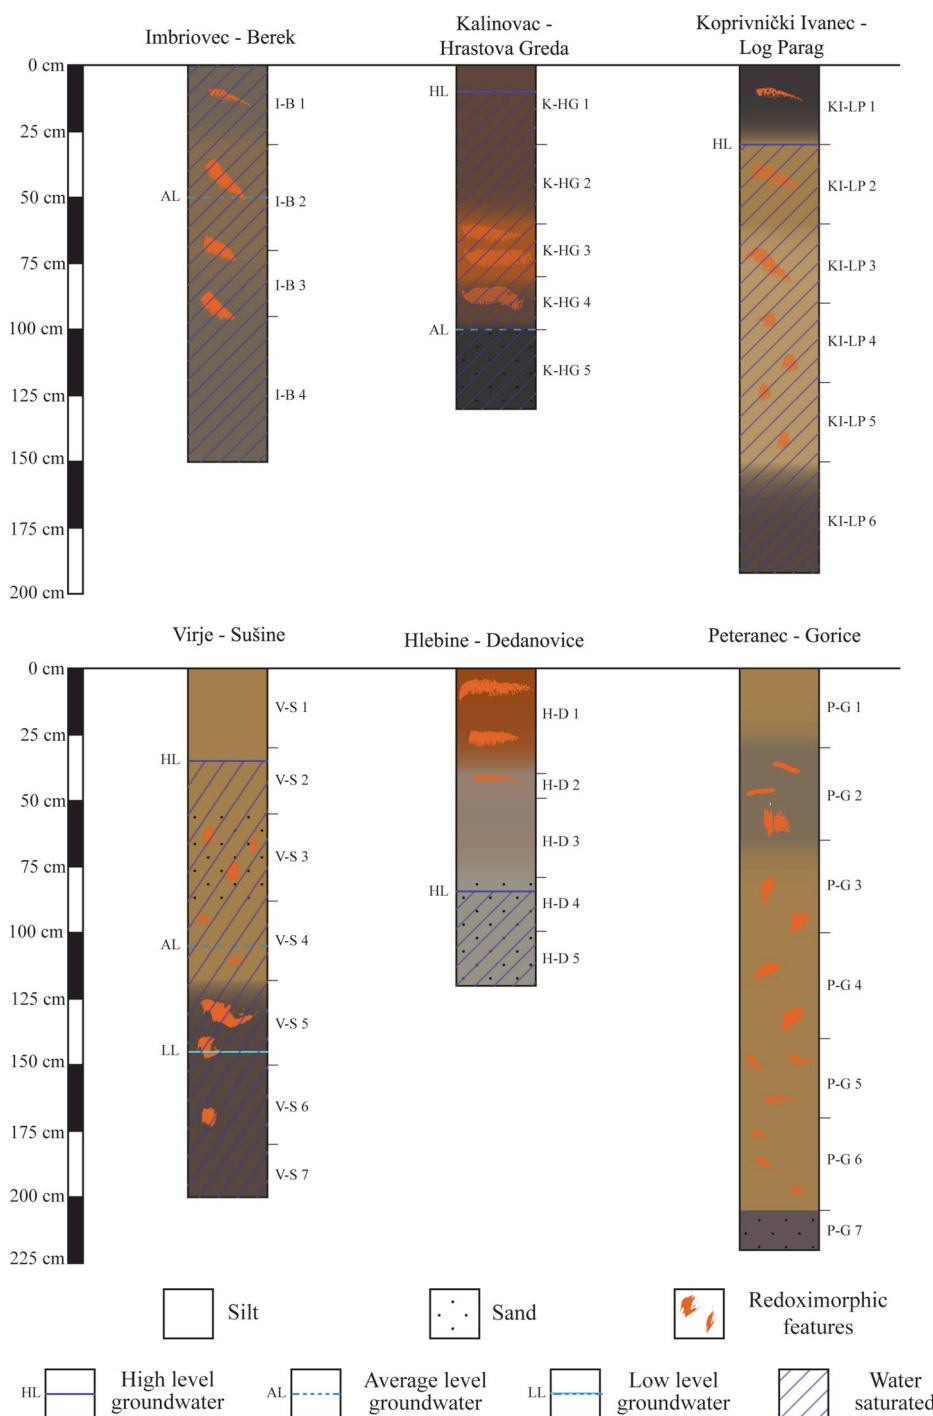 Imbriovec - Berek
Kalinovac -
Hrastova Greda
Koprivnički Ivanec -
Log Parag
0 cm
25 cm
50 cm
75 cm
100 cm
125 cm
150 cm
175 cm
200 cm
AL
I-B 1
I-B 2
I-B 3
I-B 4
HL
AL
K-HG 1
K-HG 2
K-HG 3
K-HG 4
K-HG 5
HL
KI-LP 1
KI-LP 2
KI-LP 3
KI-LP 4
KI-LP 5
KI-LP 6
Virje - Sušine
Hlebine - Dedanovice
Peteranec - Gorice
0 cm
25 cm
50 cm
75 cm
100 cm
125 cm
150 cm
175 cm
200 cm
225 cm
HL
AL
LL
V-S 1
V-S 2
V-S 3
V-S 4
V-S 5
V-S 6
V-S 7
HL
H-D 1
H-D 2
H-D 3
H-D 4
H-D 5
P-G 1
P-G 2
P-G 3
P-G 4
P-G 5
P-G 6
P-G 7
Silt
Sand
Redoximorphic
features
HL
High level
groundwater
AL
Average level
groundwater
LL
Low level
groundwater
Water
saturated